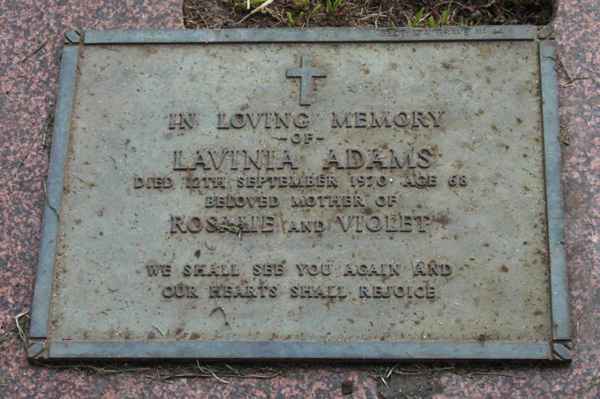 IN LOVING MEMORY
-OF-
LAVINIA ADAMS
DIED 12TH SEPTEMBER 1970 · AGE 68
BELOVED MOTHER OF
ROSALIE AND VIOLET
WE SHALL SEE YOU AGAIN AND
OUR HEARTS SHALL REJOICE